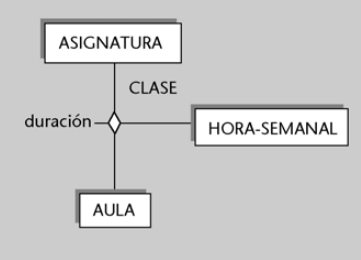 ASIGNATURA
CLASE
duración
HORA-SEMANAL
AULA